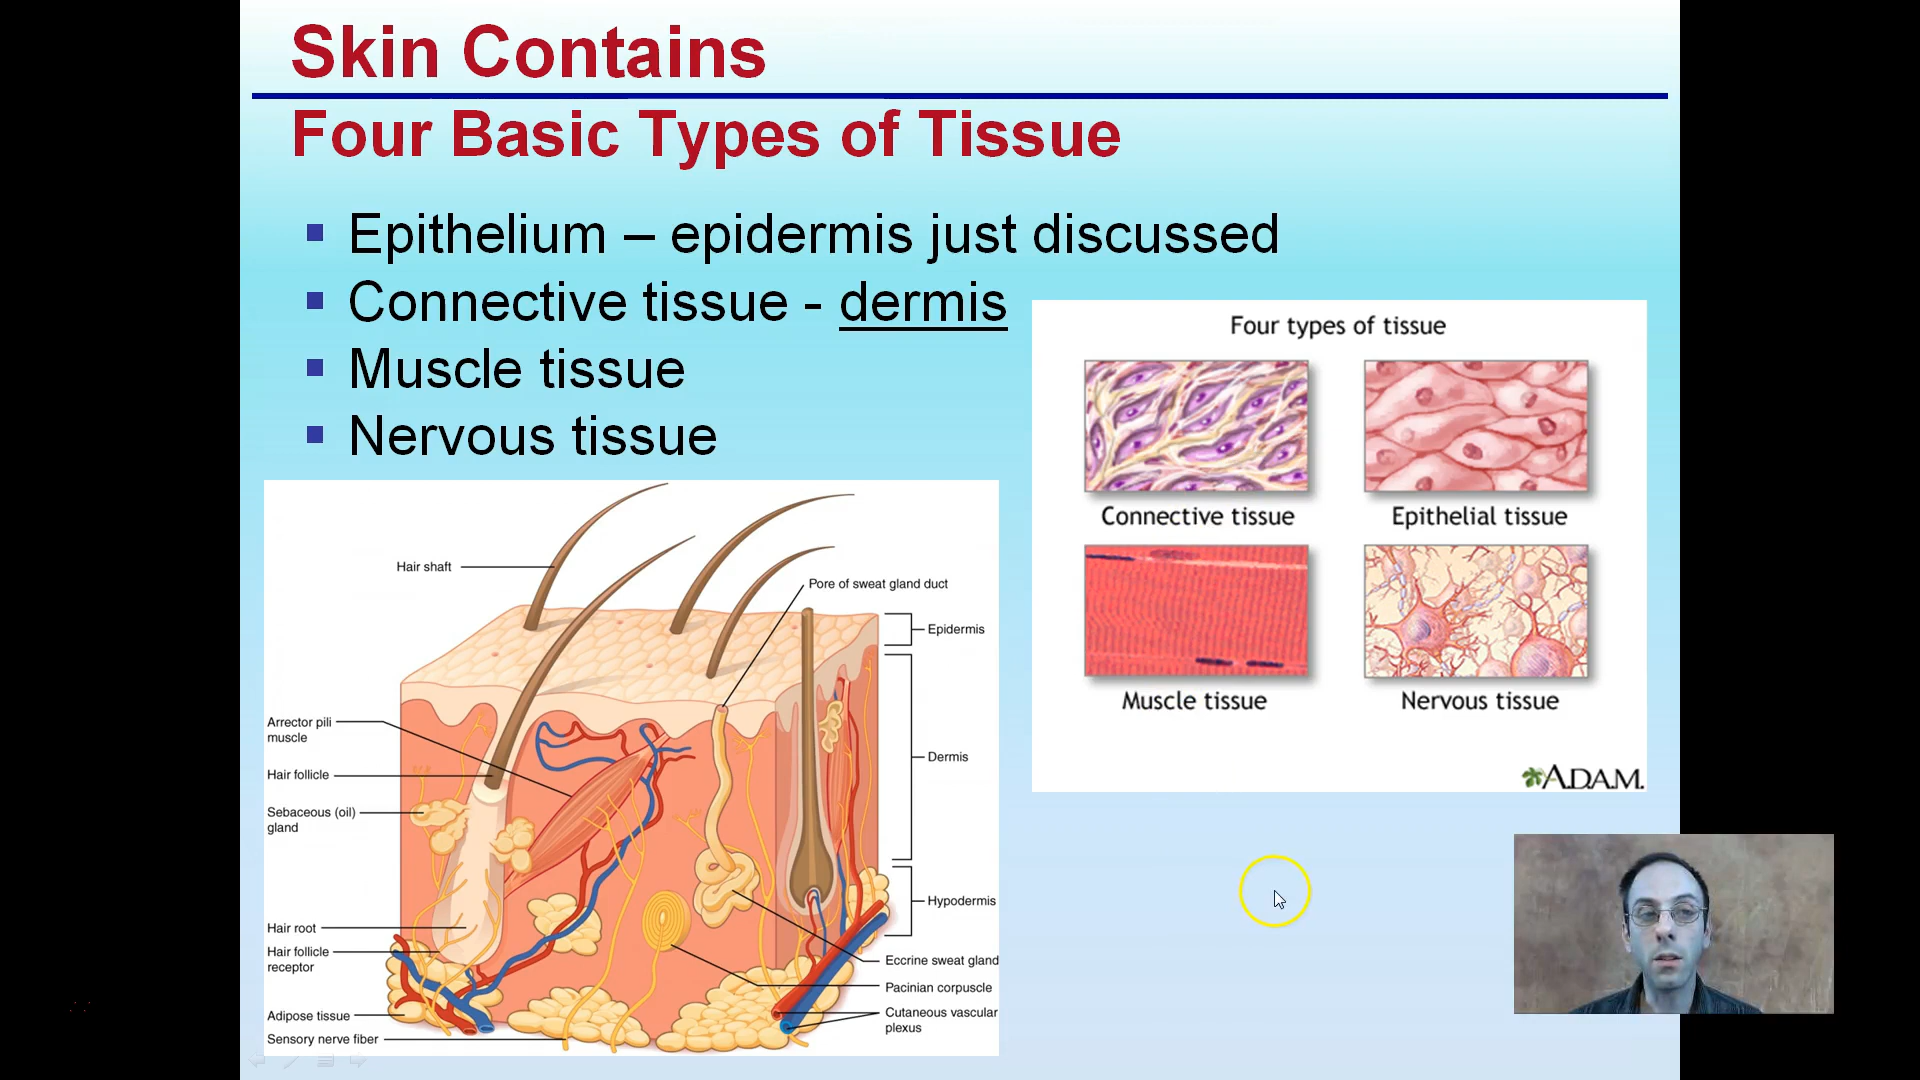 Skin Contains
Four Basic Types of Tissue
Epithelium – epidermis just discussed
Connective tissue - dermis
Muscle tissue
Nervous tissue
Four types of tissue
Connective tissue
Epithelial tissue
Muscle tissue
Nervous tissue
A.D.A.M.
Hair shaft
Pore of sweat gland duct
Epidermis
Arrector pili
muscle
Dermis
Hair follicle
Sebaceous (oil)
gland
Hypodermis
Hair root
Hair follicle
receptor
Eccrine sweat gland
Pacinian corpuscle
Adipose tissue
Cutaneous vascular
plexus
Sensory nerve fiber